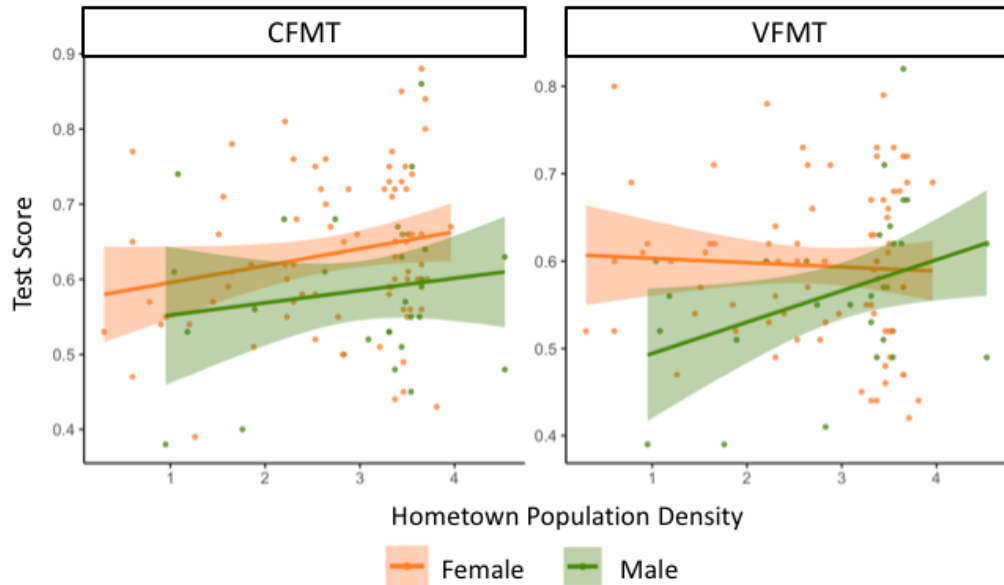 CFMT
VFMT
Test Score
0.9
0.8
0.7
0.6
0.5
0.4
0.8
0.7
0.6
0.5
0.4
1 2 3 4
1 2 3 4
Hometown Population Density
Female Male